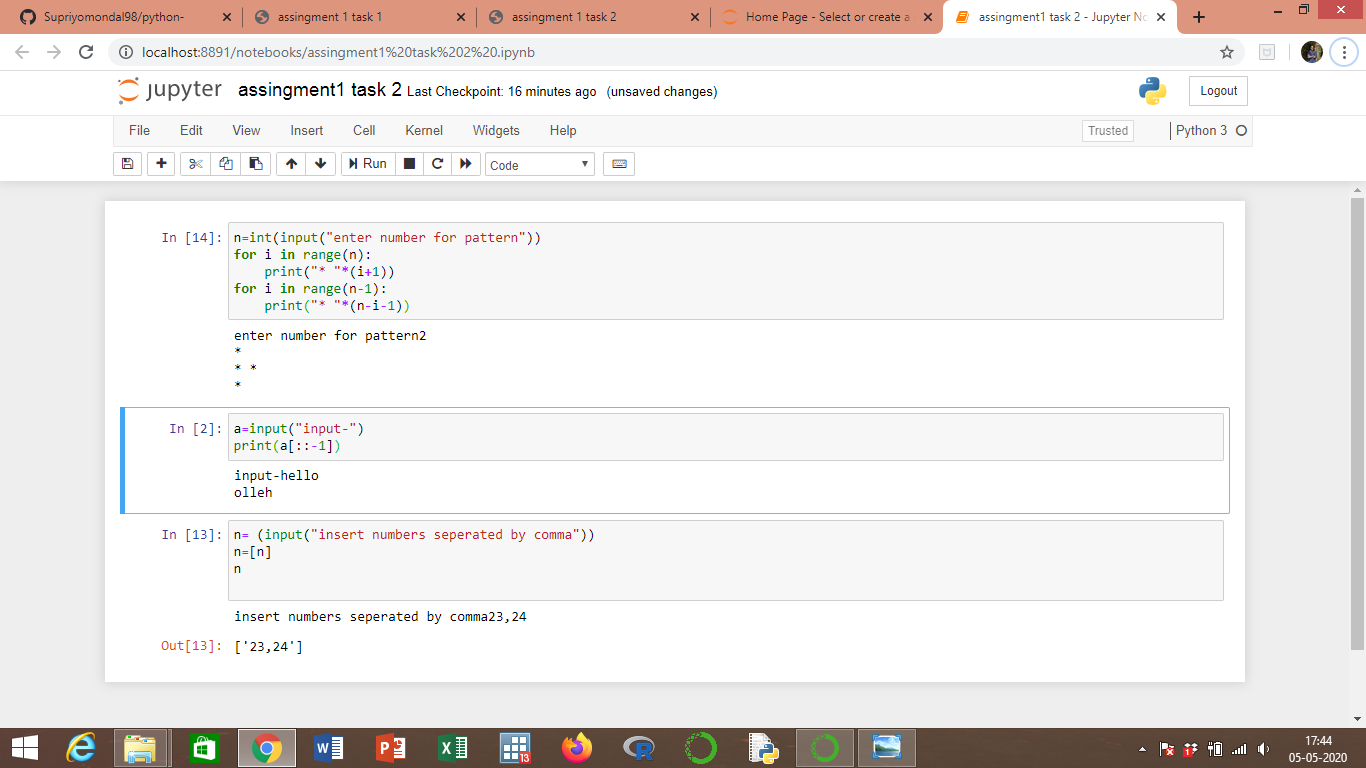 Supriyomondal98/python-
assingment 1 task 1
assingment 1 task 2
Home Page - Select or create a
assingment1 task 2 - Jupyter No
localhost:8891/notebooks/assingment1%20task%202%20.ipynb
jupyter assingment1 task 2 Last Checkpoint: 16 minutes ago (unsaved changes)
Logout
File Edit View Insert Cell Kernel Widgets Help
Trusted
Python 3
Run
Code
In [14]: n=int(input("enter number for pattern"))
for i in range(n):
    print("* "*(i+1))
for i in range(n-1):
    print("* "*(n-i-1))
enter number for pattern2
*
* *
*
In [2]: a=input("input-")
print(a[::-1])
input-hello
olleh
In [13]: n= (input("insert numbers seperated by comma"))
n=[n]
n
insert numbers seperated by comma23,24
Out[13]: ['23,24']
13
1
17:44
05-05-2020